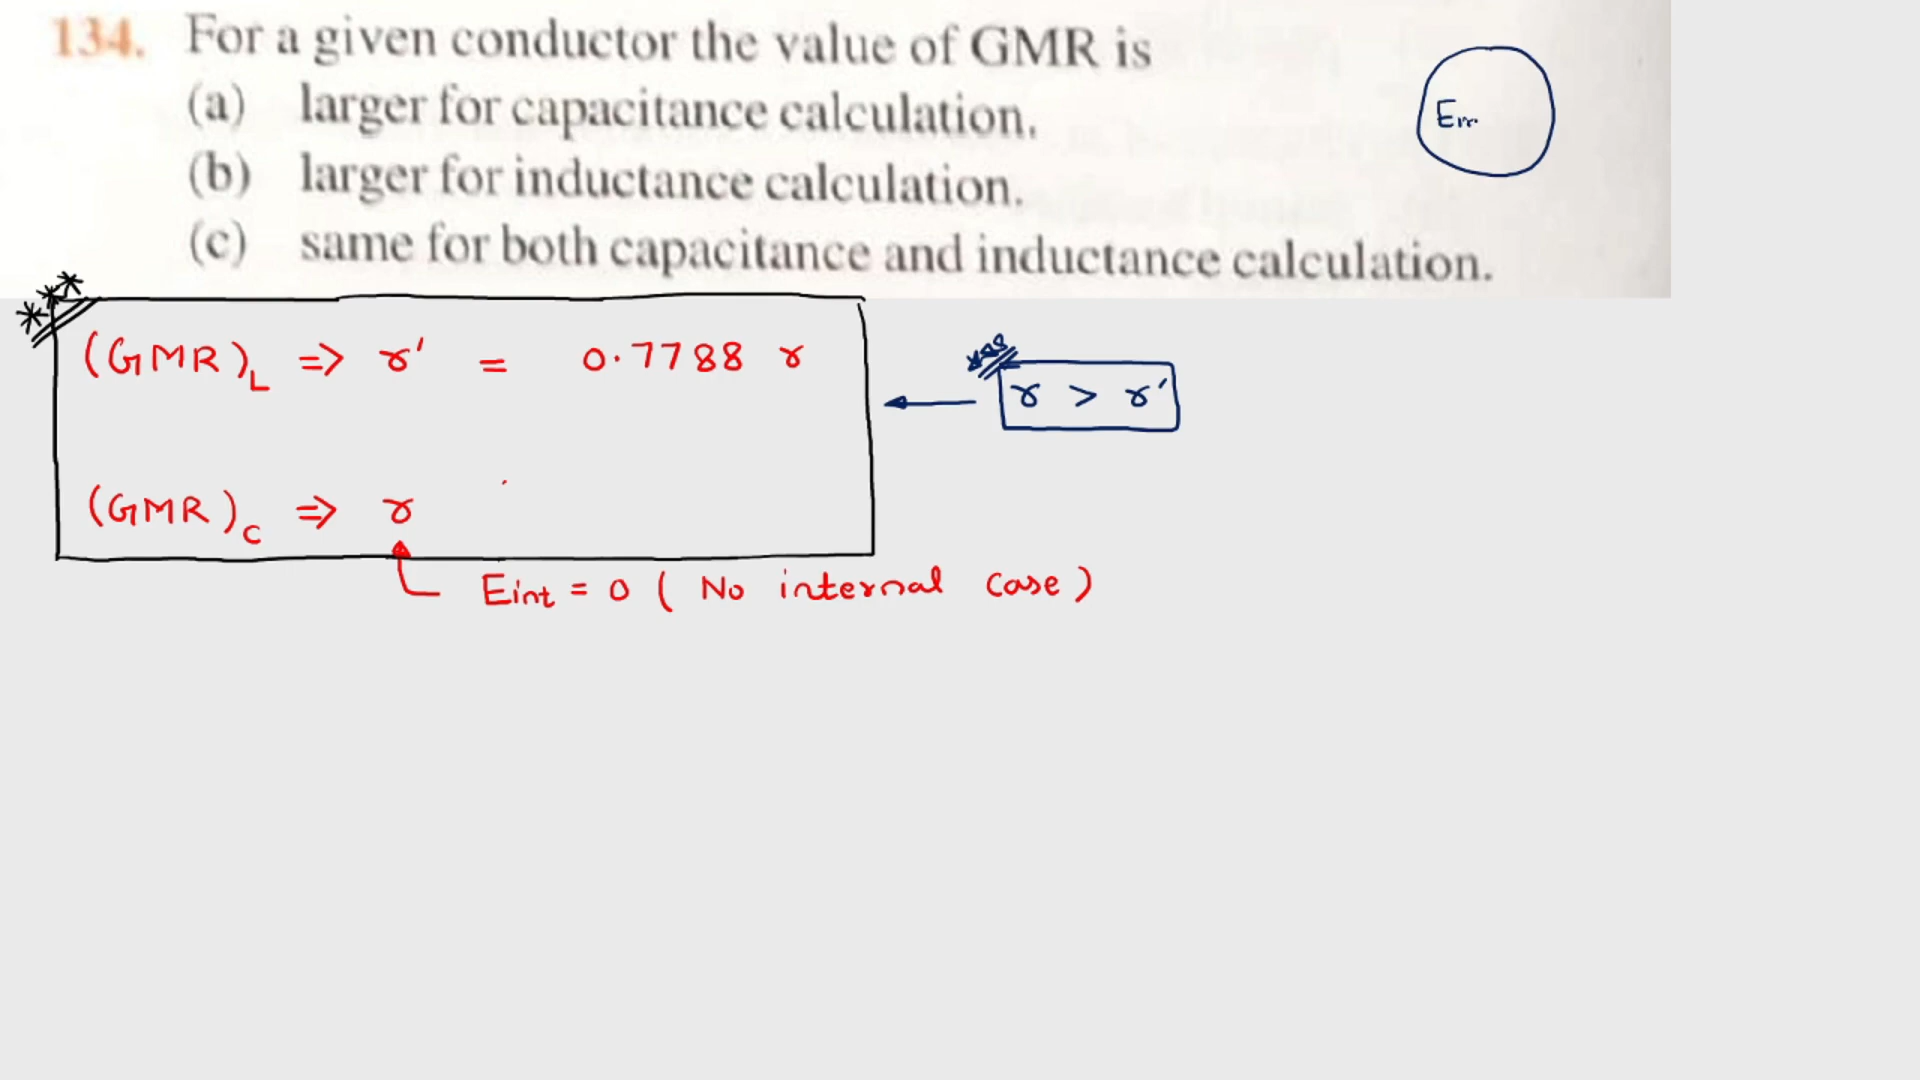 134. For a given conductor the value of GMR is
(a) larger for capacitance calculation.
(b) larger for inductance calculation.
(c) same for both capacitance and inductance calculation.
(GMR)L => r' = 0.7788 r
r > r'
(GMR)C => r
Eint = 0 ( No internal case )